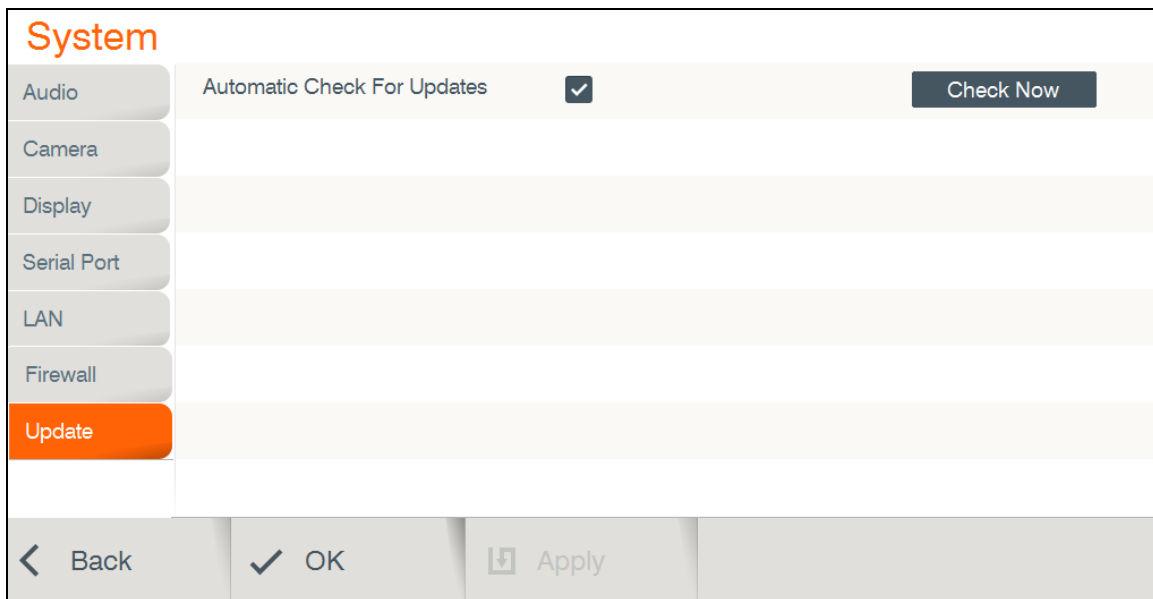 System
Audio
Automatic Check For Updates
Check Now
Camera
Display
Serial Port
LAN
Firewall
Update
Back
OK
Apply